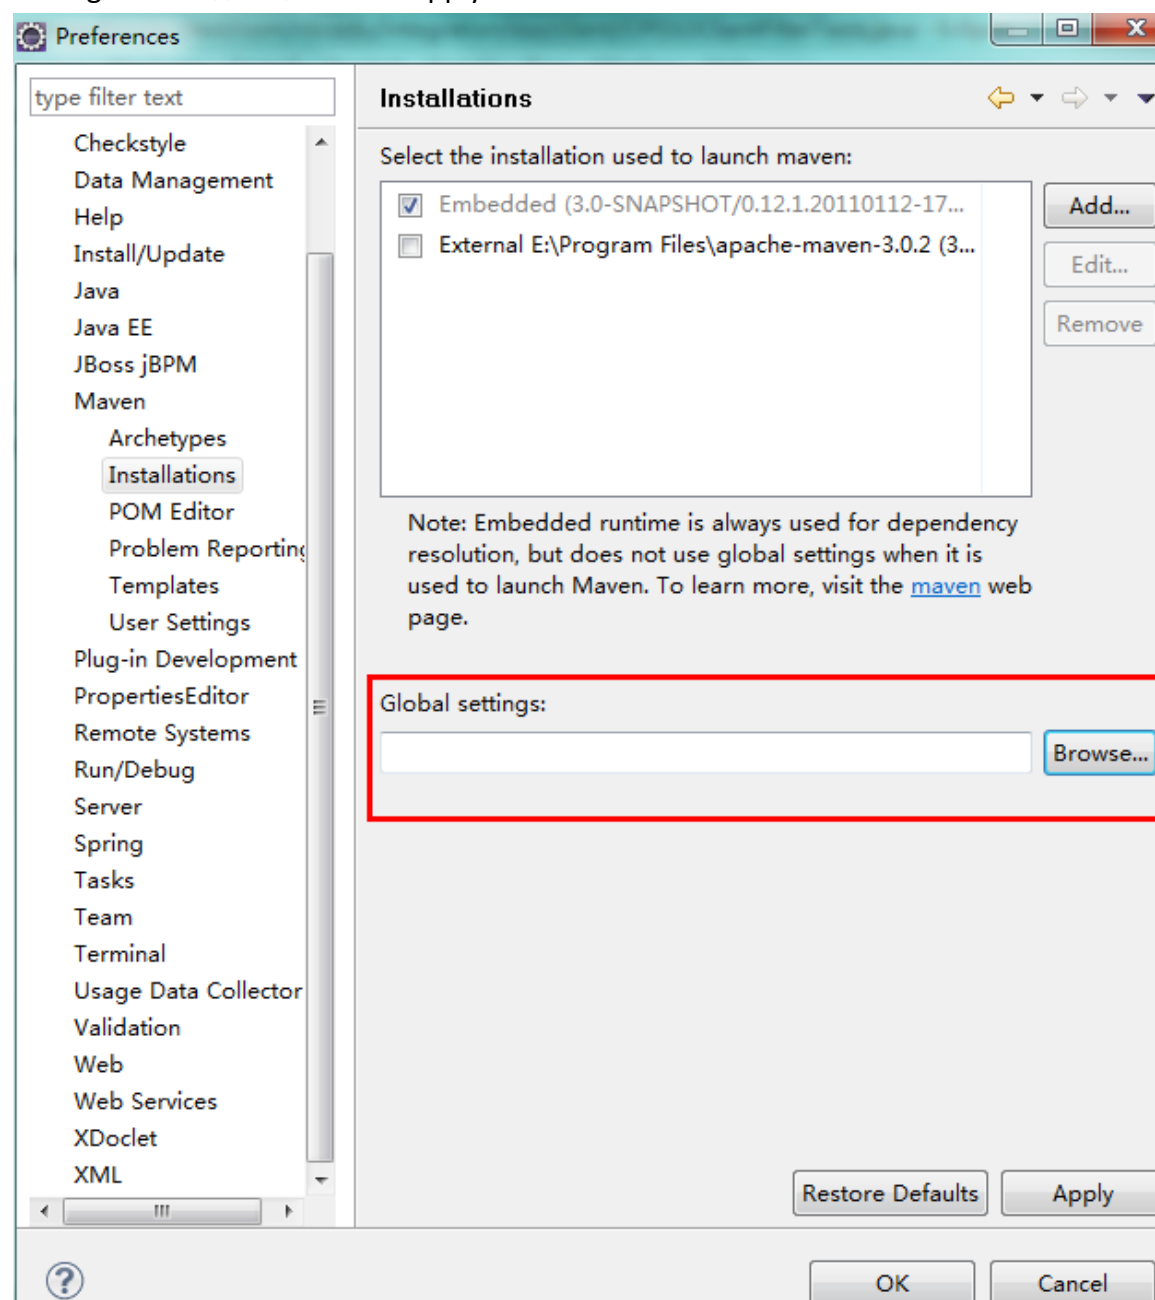 Preferences
type filter text
Checkstyle
Data Management
Help
Install/Update
Java
Java EE
JBoss jBPM
Maven
Archetypes
Installations
POM Editor
Problem Reporting
Templates
User Settings
Plug-in Development
PropertiesEditor
Remote Systems
Run/Debug
Server
Spring
Tasks
Team
Terminal
Usage Data Collector
Validation
Web
Web Services
XDoclet
XML
Installations
Select the installation used to launch maven:
Embedded (3.0-SNAPSHOT/0.12.1.20110112-17...
External E:\Program Files\apache-maven-3.0.2 (3...
Add...
Edit...
Remove
Note: Embedded runtime is always used for dependency
resolution, but does not use global settings when it is
used to launch Maven. To learn more, visit the maven web
page.
Global settings:
Browse...
Restore Defaults
Apply
OK
Cancel